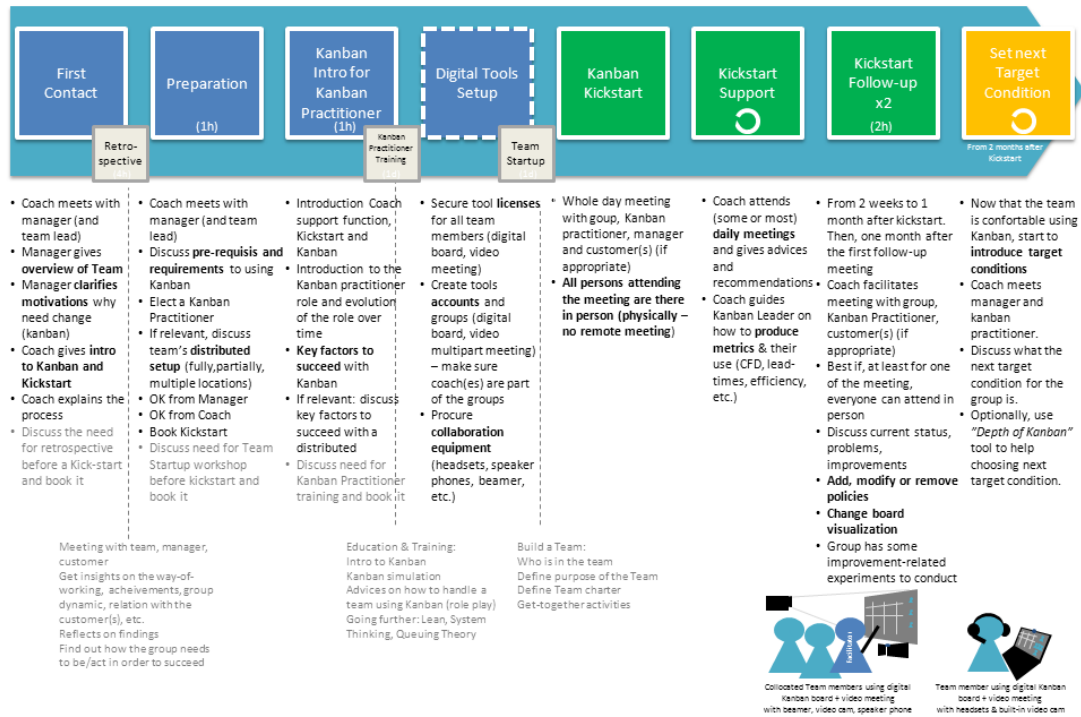 First
Contact
Preparation
(1h)
Kanban
Intro for
Kanban
Practitioner
(1h)
Digital Tools
Setup
Kanban
Kickstart
Kickstart
Support
Kickstart
Follow-up
x2
(2h)
Set next
Target
Condition
From 2 months after
Kickstart
Retro-
spective
(4h)
Kanban
Practitioner
Training
(1d)
Team
Startup
(1d)
• Coach meets with
manager (and
team lead)
• Manager gives
overview of Team
• Manager clarifies
motivations why
need change
(kanban)
• Coach gives intro
to Kanban and
Kickstart
• Coach explains the
process
• Discuss the need
for retrospective
before a Kick-start
and book it
• Coach meets with
manager (and team
lead)
• Discuss pre-requisis and
requirements to using
Kanban
• Elect a Kanban
Practitioner
• If relevant, discuss
team's distributed
setup (fully,partially,
multiple locations)
• OK from Manager
• OK from Coach
• Book Kickstart
• Discuss need for Team
Startup workshop
before kickstart and
book it
• Introduction Coach
support function,
Kickstart and
Kanban
• Introduction to the
Kanban practitioner
role and evolution
of the role over
time
• Key factors to
succeed with
Kanban
• If relevant: discuss
key factors to
succeed with a
distributed
• Discuss need for
Kanban Practitioner
training and book it
• Secure tool licenses
for all team
members (digital
board, video
meeting)
• Create tools
accounts and
groups (digital
board, video
multipart meeting)
– make sure
coach(es) are part
of the groups
• Procure
collaboration
equipment
(headsets, speaker
phones, beamer,
etc.)
• Whole day meeting
with goup, Kanban
practitioner, manager
and customer(s) (if
appropriate)
• All persons attending
the meeting are there
in person (physically –
no remote meeting)
• Coach attends
(some or most)
daily meetings
and gives advices
and
recommendations
• Coach guides
Kanban Leader on
how to produce
metrics & their
use (CFD, lead-
times, efficiency,
etc.)
• From 2 weeks to 1
month after kickstart.
Then, one month after
the first follow-up
meeting
• Coach facilitates
meeting with group,
Kanban Practitioner,
customer(s) (if
appropriate)
• Best if, at least for one
of the meeting,
everyone can attend in
person
• Discuss current status,
problems,
improvements
• Add, modify or remove
policies
• Change board
visualization
• Group has some
improvement-related
experiments to conduct
• Now that the team
is confortable using
Kanban, start to
introduce target
conditions
• Coach meets
manager and
kanban
practitioner.
• Discuss what the
next target
condition for the
group is.
• Optionally, use
"Depth of Kanban"
tool to help
choosing next
target condition.
Meeting with team, manager,
customer
Get insights on the way-of-
working, acheivements, group
dynamic, relation with the
customer(s), etc.
Reflects on findings
Find out how the group needs
to be/act in order to succeed
Education & Training:
Intro to Kanban
Kanban simulation
Advices on how to handle a
team using Kanban (role play)
Going further: Lean, System
Thinking, Queuing Theory
Build a Team:
Who is in the team
Define purpose of the Team
Define Team charter
Get-together activities
facilitator
Collocated Team members using digital
Kanban board + video meeting
with beamer, video cam, speaker phone
Team member using digital Kanban
board + video meeting
with headsets & built-in video cam